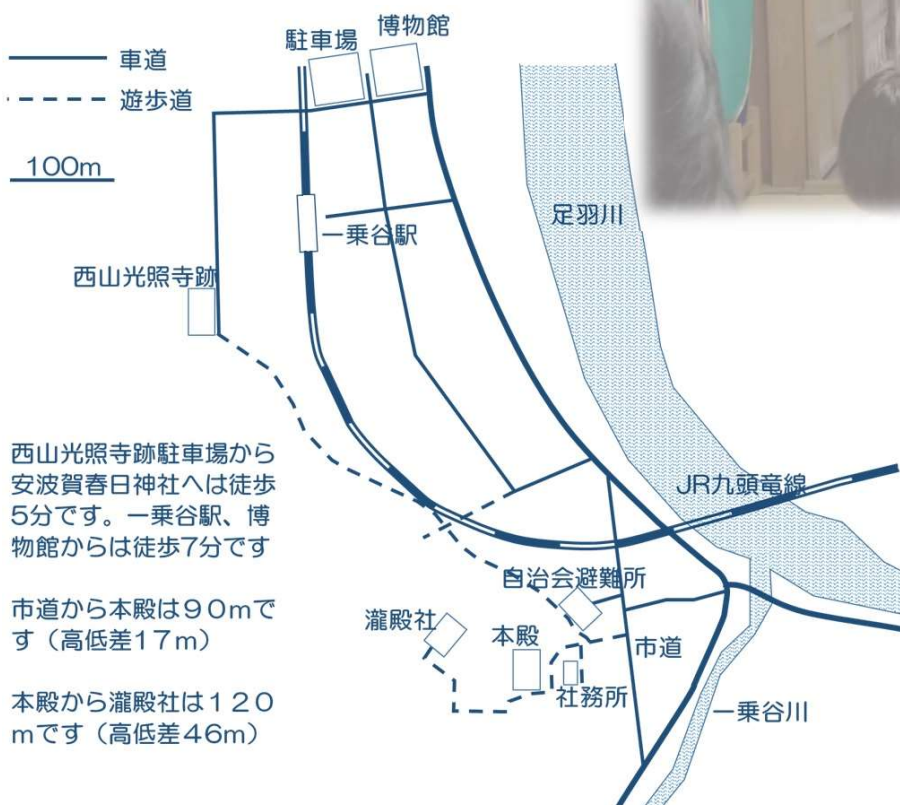 博物館
駐車場
車道
遊歩道
100m
足羽川
一乗谷駅
西山光照寺跡
西山光照寺跡駐車場から
安波賀春日神社へは徒歩
5分です。一乗谷駅、博
物館からは徒歩7分です
JR九頭竜線
自治会避難所
市道から本殿は90mで
す（高低差17m）
瀧殿社
本殿
市道
社務所
本殿から瀧殿社は120
mです（高低差46m）
一乗谷川